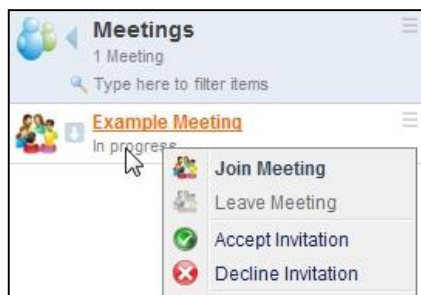 Meetings
1 Meeting
Type here to filter items
Example Meeting
In progress
Join Meeting
Leave Meeting
Accept Invitation
Decline Invitation